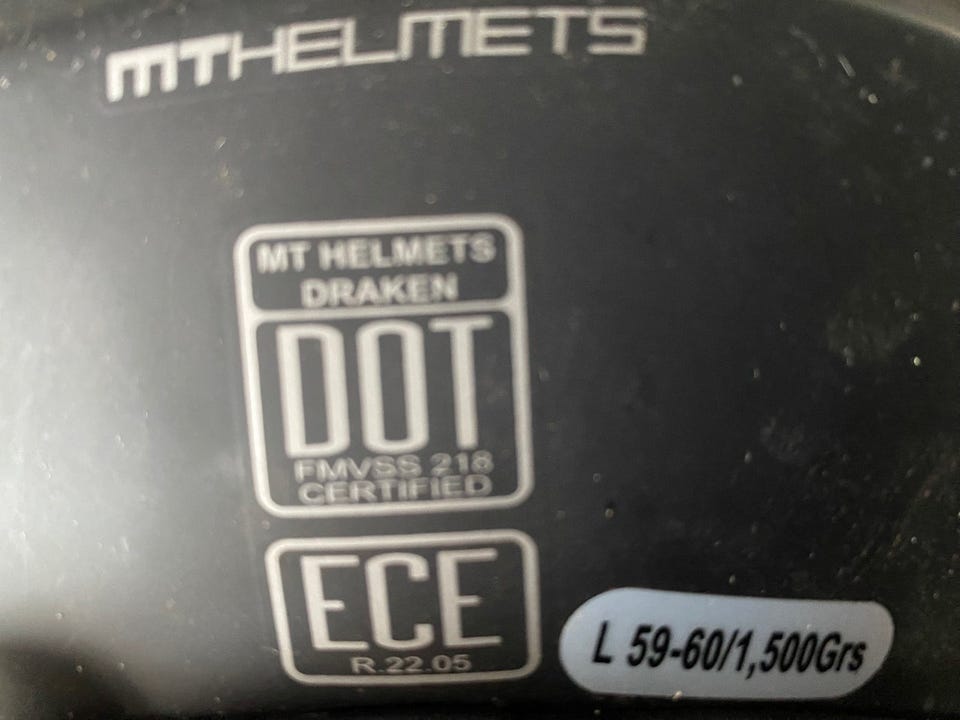 MTHELMETS
MT HELMETS
DRAKEN
DOT
FMVSS 218
CERTIFIED
ECE
R.22.05
L 59-60/1,500Grs